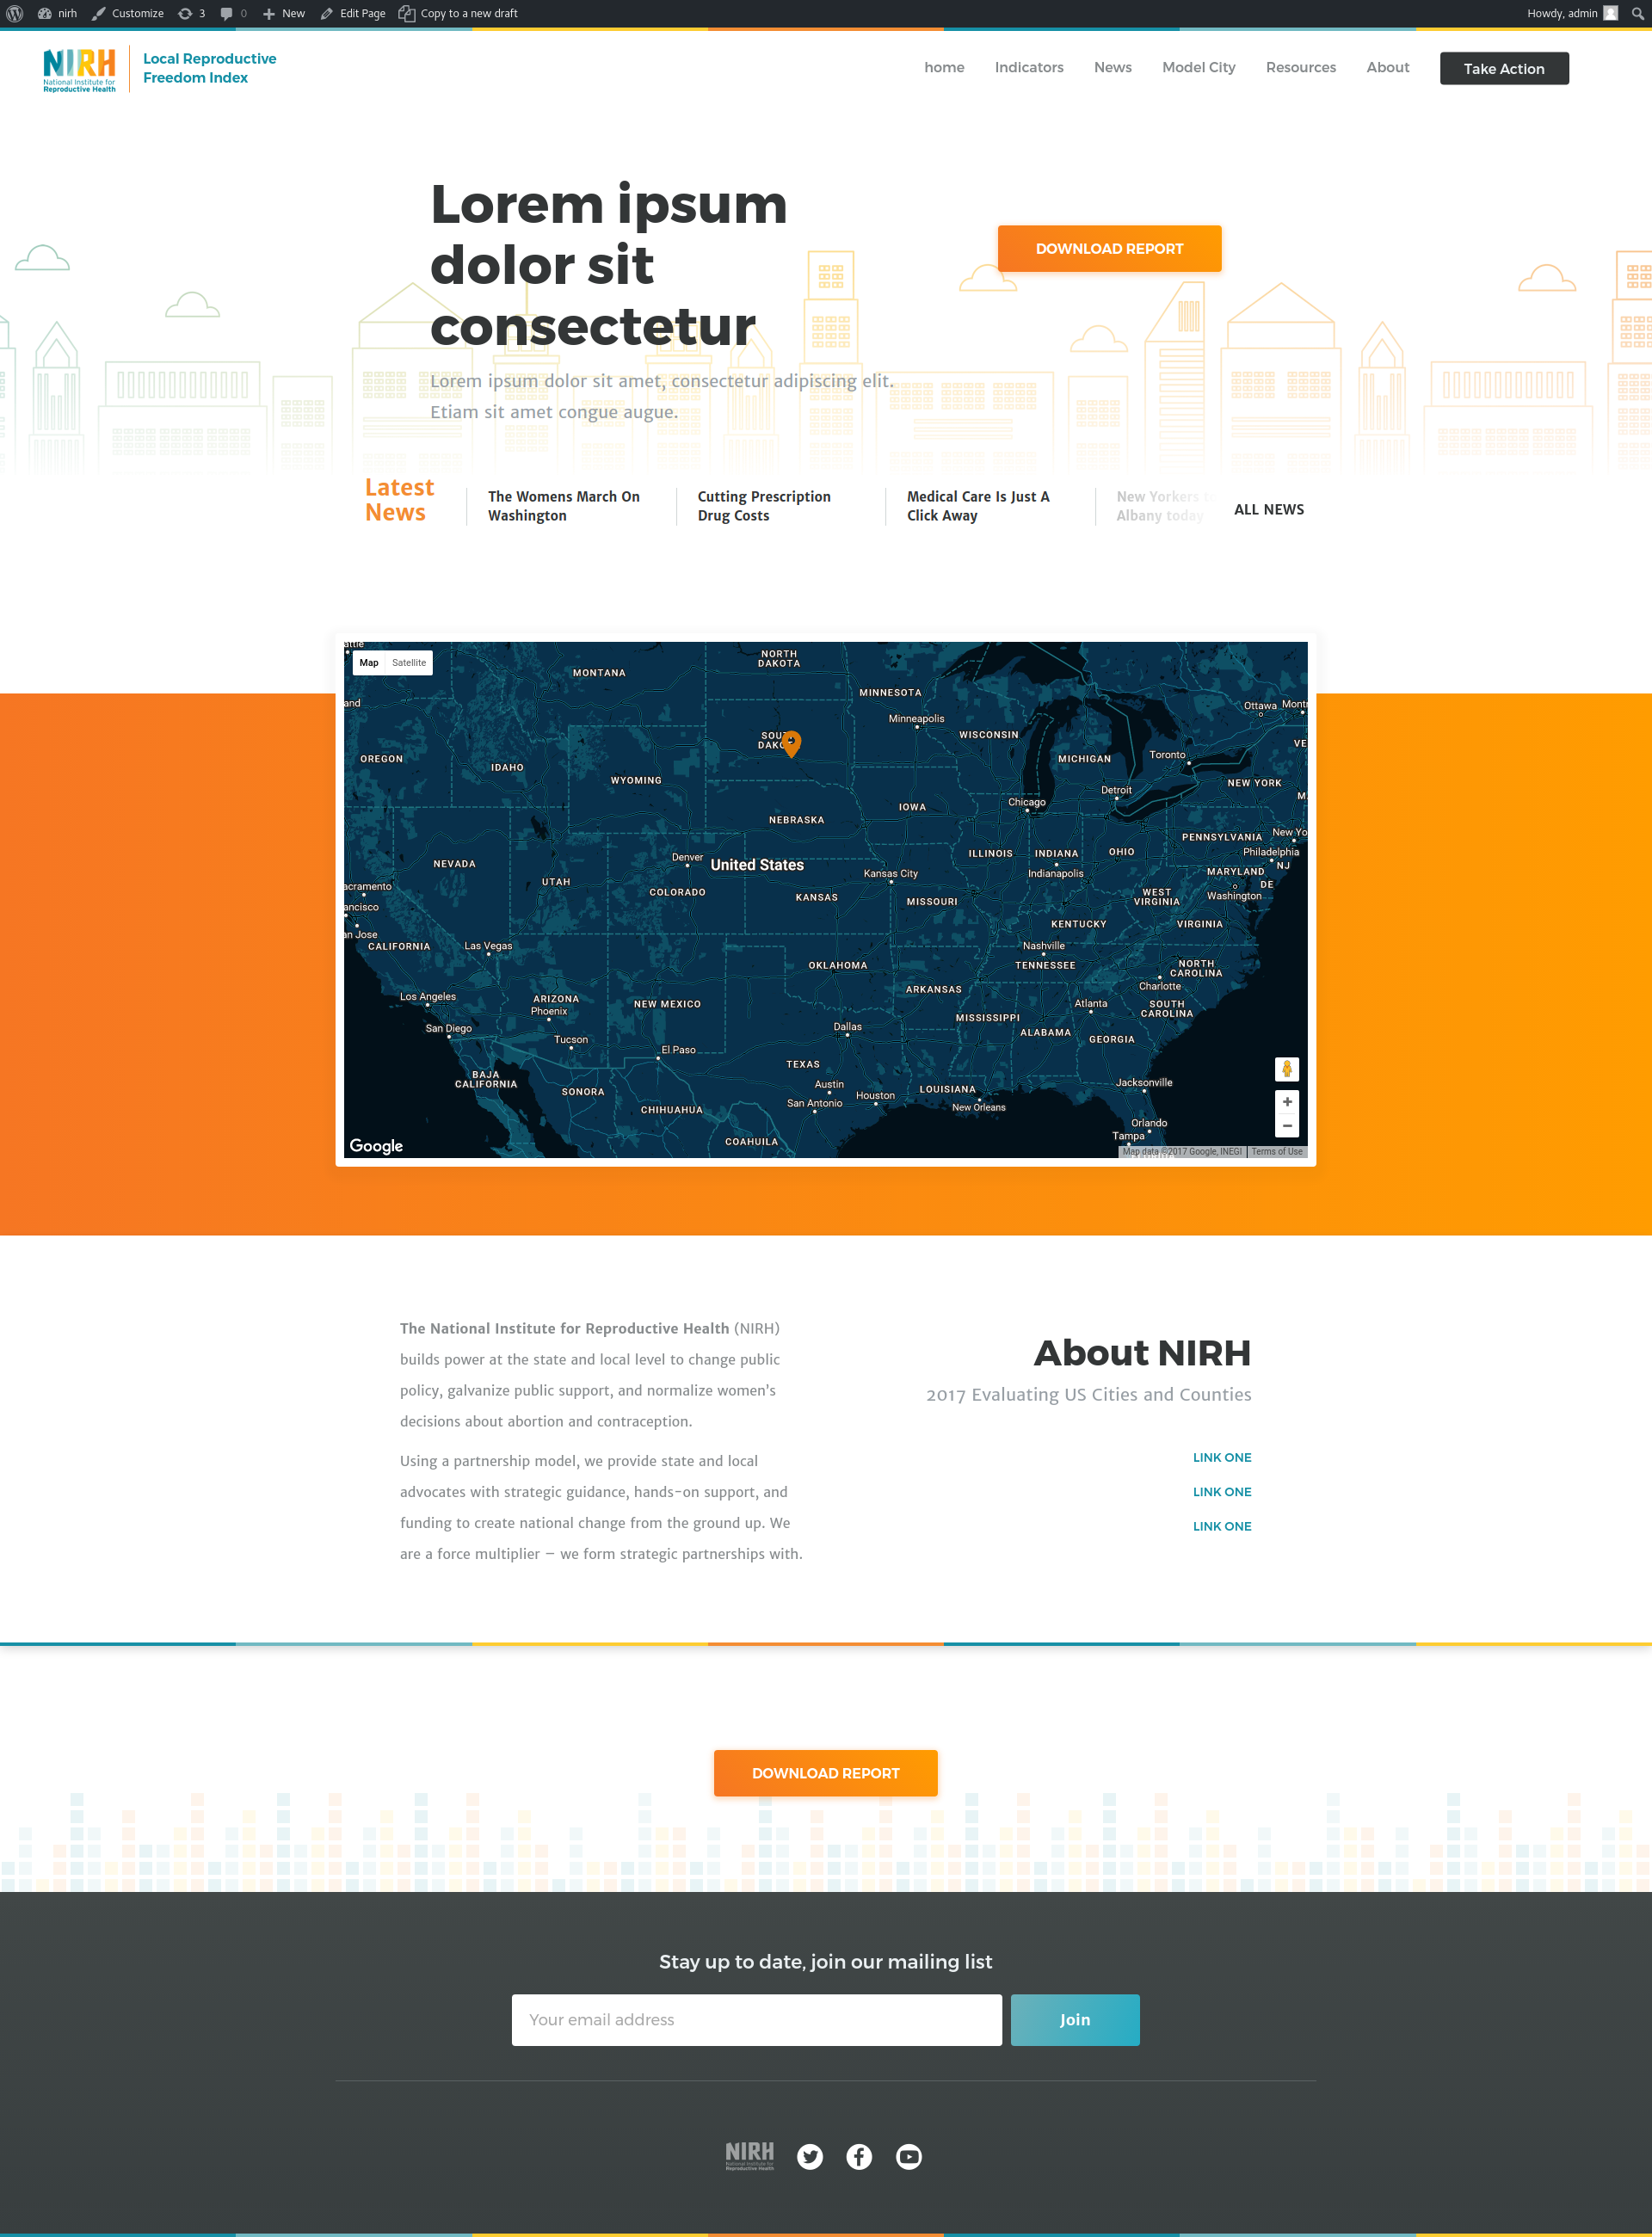 nirh Customize 3 0 New Edit Page Copy to a new draft Howdy, admin
NIRH
National Institute for
Reproductive Health
Local Reproductive
Freedom Index
home Indicators News Model City Resources About Take Action
Lorem ipsum
dolor sit
consectetur
DOWNLOAD REPORT
Lorem ipsum dolor sit amet, consectetur adipiscing elit.
Etiam sit amet congue augue.
Latest
News
The Womens March On
Washington
Cutting Prescription
Drug Costs
Medical Care Is Just A
Click Away
New Yorkers to
Albany today
ALL NEWS
Map Satellite
NORTH
DAKOTA
MONTANA
MINNESOTA
Minneapolis
Ottawa
WISCONSIN
MICHIGAN
Toronto
OREGON
IDAHO
WYOMING
NEW YORK
Detroit
Chicago
IOWA
NEBRASKA
PENNSYLVANIA
New Yo
ILLINOIS
INDIANA
OHIO
Philadelphia
NEVADA
Denver
United States
Kansas City
Indianapolis
MARYLAND
NJ
DE
UTAH
COLORADO
KANSAS
MISSOURI
WEST
VIRGINIA
Washington
acramento
ancisco
an Jose
KENTUCKY
VIRGINIA
CALIFORNIA
Las Vegas
Nashville
TENNESSEE
OKLAHOMA
NORTH
CAROLINA
Charlotte
ARKANSAS
Los Angeles
ARIZONA
Phoenix
NEW MEXICO
Atlanta
SOUTH
CAROLINA
MISSISSIPPI
San Diego
Dallas
ALABAMA
GEORGIA
Tucson
El Paso
TEXAS
BAJA
CALIFORNIA
SONORA
Austin
San Antonio
Houston
LOUISIANA
New Orleans
Jacksonville
CHIHUAHUA
COAHUILA
Orlando
Tampa
Google
Map data ©2017 Google, INEGI Terms of Use
The National Institute for Reproductive Health (NIRH)
builds power at the state and local level to change public
policy, galvanize public support, and normalize women’s
decisions about abortion and contraception.
Using a partnership model, we provide state and local
advocates with strategic guidance, hands-on support, and
funding to create national change from the ground up. We
are a force multiplier – we form strategic partnerships with.
About NIRH
2017 Evaluating US Cities and Counties
LINK ONE
LINK ONE
LINK ONE
DOWNLOAD REPORT
Stay up to date, join our mailing list
Your email address
Join
NIRH
National Institute for
Reproductive Health